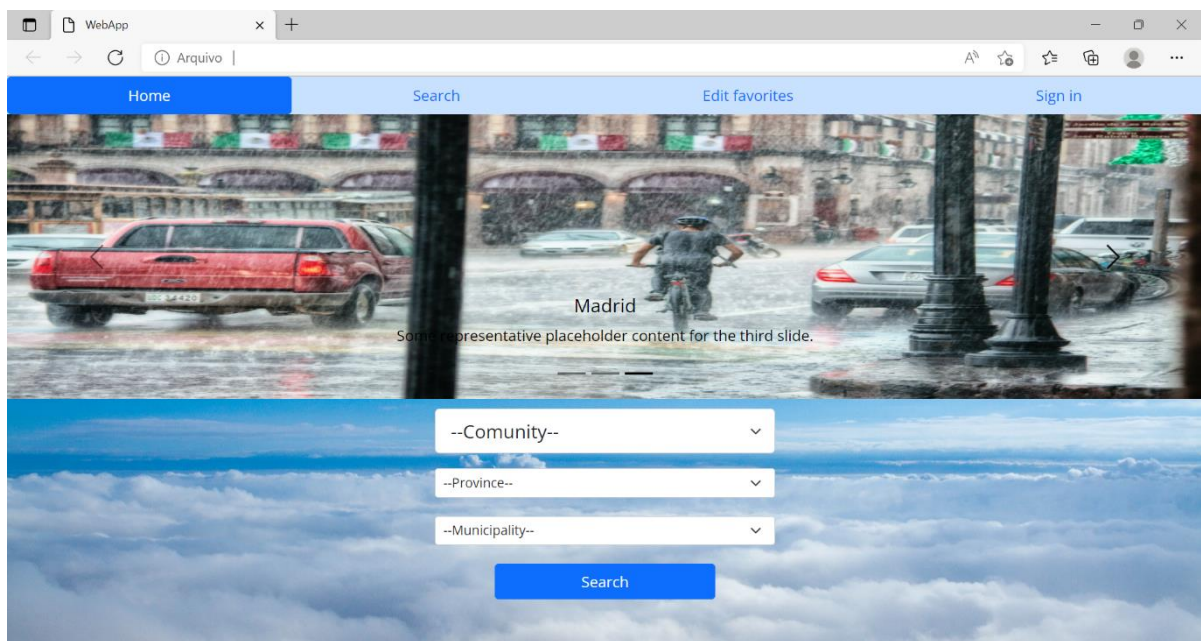 WebApp
Arquivo
Home Search Edit favorites Sign in
34420
Madrid
Some representative placeholder content for the third slide.
--Comunity--
--Province--
--Municipality--
Search